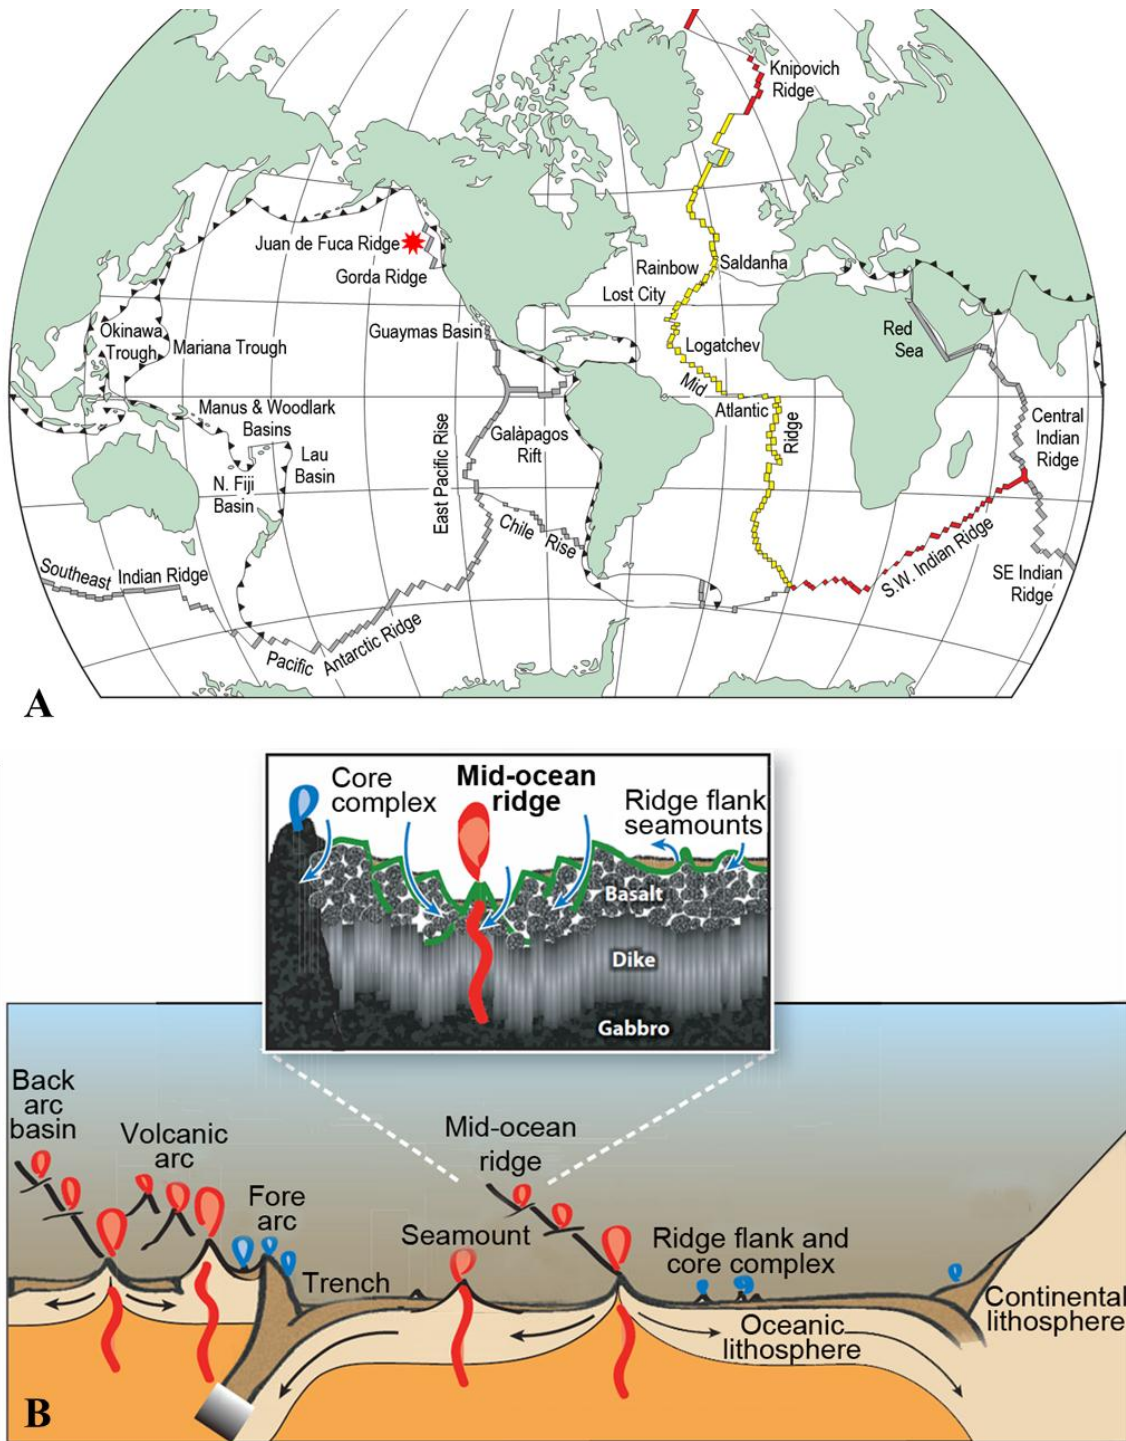 Knipovich
Ridge
Juan de Fuca Ridge
Gorda Ridge
Rainbow
Saldanha
Lost City
Okinawa
Trough
Mariana Trough
Guaymas Basin
Logatchev
Red
Sea
Manus & Woodlark
Basins
Mid
Atlantic
Ridge
Lau
Basin
N. Fiji
Basin
East Pacific Rise
Galàpagos
Rift
Central
Indian
Ridge
Chile Rise
Southeast Indian Ridge
S.W. Indian Ridge
SE Indian
Ridge
Pacific Antarctic Ridge
A
Core
complex
Mid-ocean
ridge
Ridge flank
seamounts
Basalt
Dike
Gabbro
Back
arc
basin
Volcanic
arc
Fore
arc
Trench
Seamount
Mid-ocean
ridge
Ridge flank and
core complex
Oceanic
lithosphere
Continental
lithosphere
B